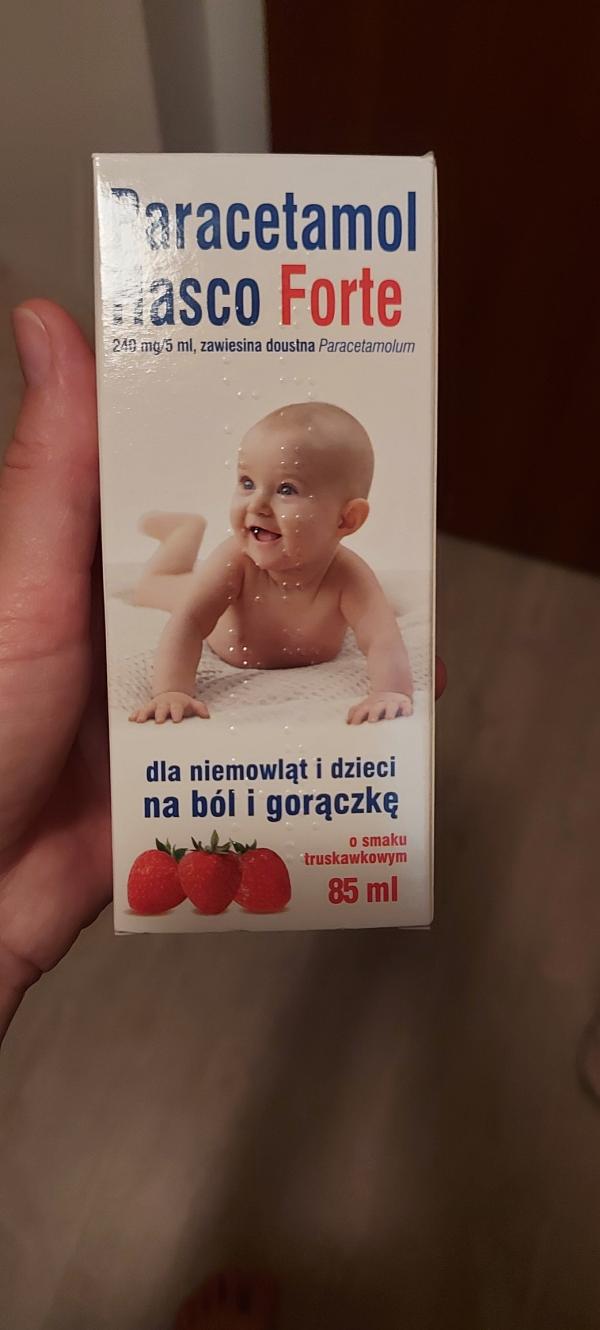 Paracetamol
Hasco Forte
240 mg/5 ml, zawiesina doustna Paracetamolum
dla niemowląt i dzieci
na ból i gorączkę
o smaku
truskawkowym
85 ml